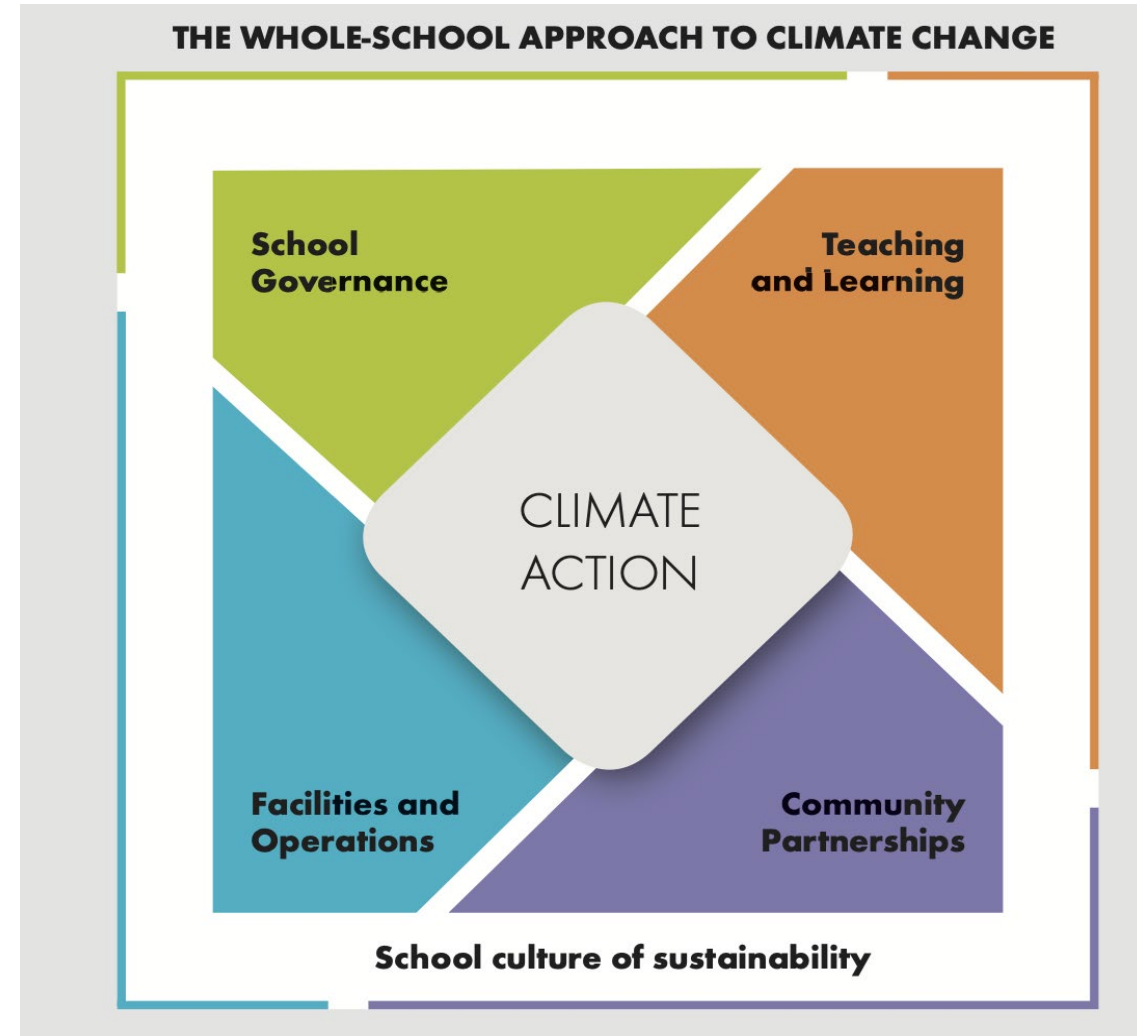 THE WHOLE-SCHOOL APPROACH TO CLIMATE CHANGE
School
Governance
Teaching
and Learning
CLIMATE
ACTION
Facilities and
Operations
Community
Partnerships
School culture of sustainability